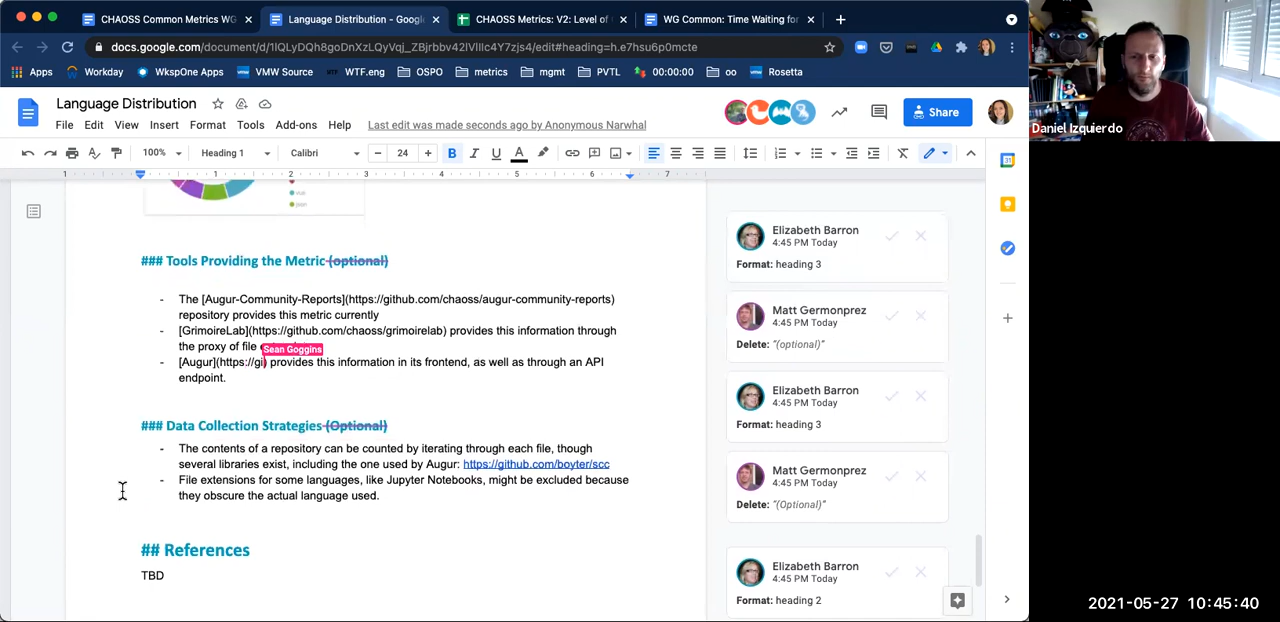 CHAOSS Common Metrics WG
Language Distribution - Google
CHAOSS Metrics: V2: Level of
WG Common: Time Waiting for
docs.google.com/document/d/1lQLyDQh8goDnXzLQyVqj_ZBjrbbv42lVlIlc4Y7zjs4/edit#heading=h.e7hsu6p0mcte
Apps Workday WkspOne Apps VMW Source WTF.eng OSPO metrics mgmt PVTL 00:00:00 oo Rosetta
Language Distribution
File Edit View Insert Format Tools Add-ons Help Last edit was made seconds ago by Anonymous Narwhal
Share
100% Heading 1 Calibri 24 B I U A
1 1 2 3 4 5 6 7
### Tools Providing the Metric (optional)
- The [Augur-Community-Reports](https://github.com/chaoss/augur-community-reports)
repository provides this metric currently
- [GrimoireLab](https://github.com/chaoss/grimoirelab) provides this information through
the proxy of file
Sean Goggins
- [Augur](https://gi) provides this information in its frontend, as well as through an API
endpoint.
### Data Collection Strategies (Optional)
- The contents of a repository can be counted by iterating through each file, though
several libraries exist, including the one used by Augur: https://github.com/boyter/scc
- File extensions for some languages, like Jupyter Notebooks, might be excluded because
they obscure the actual language used.
## References
TBD
Elizabeth Barron
4:45 PM Today
Format: heading 3
Matt Germonprez
4:45 PM Today
Delete: "(optional)"
Elizabeth Barron
4:45 PM Today
Format: heading 3
Matt Germonprez
4:45 PM Today
Delete: "(Optional)"
Elizabeth Barron
4:45 PM Today
Format: heading 2
Daniel Izquierdo
2021-05-27 10:45:40